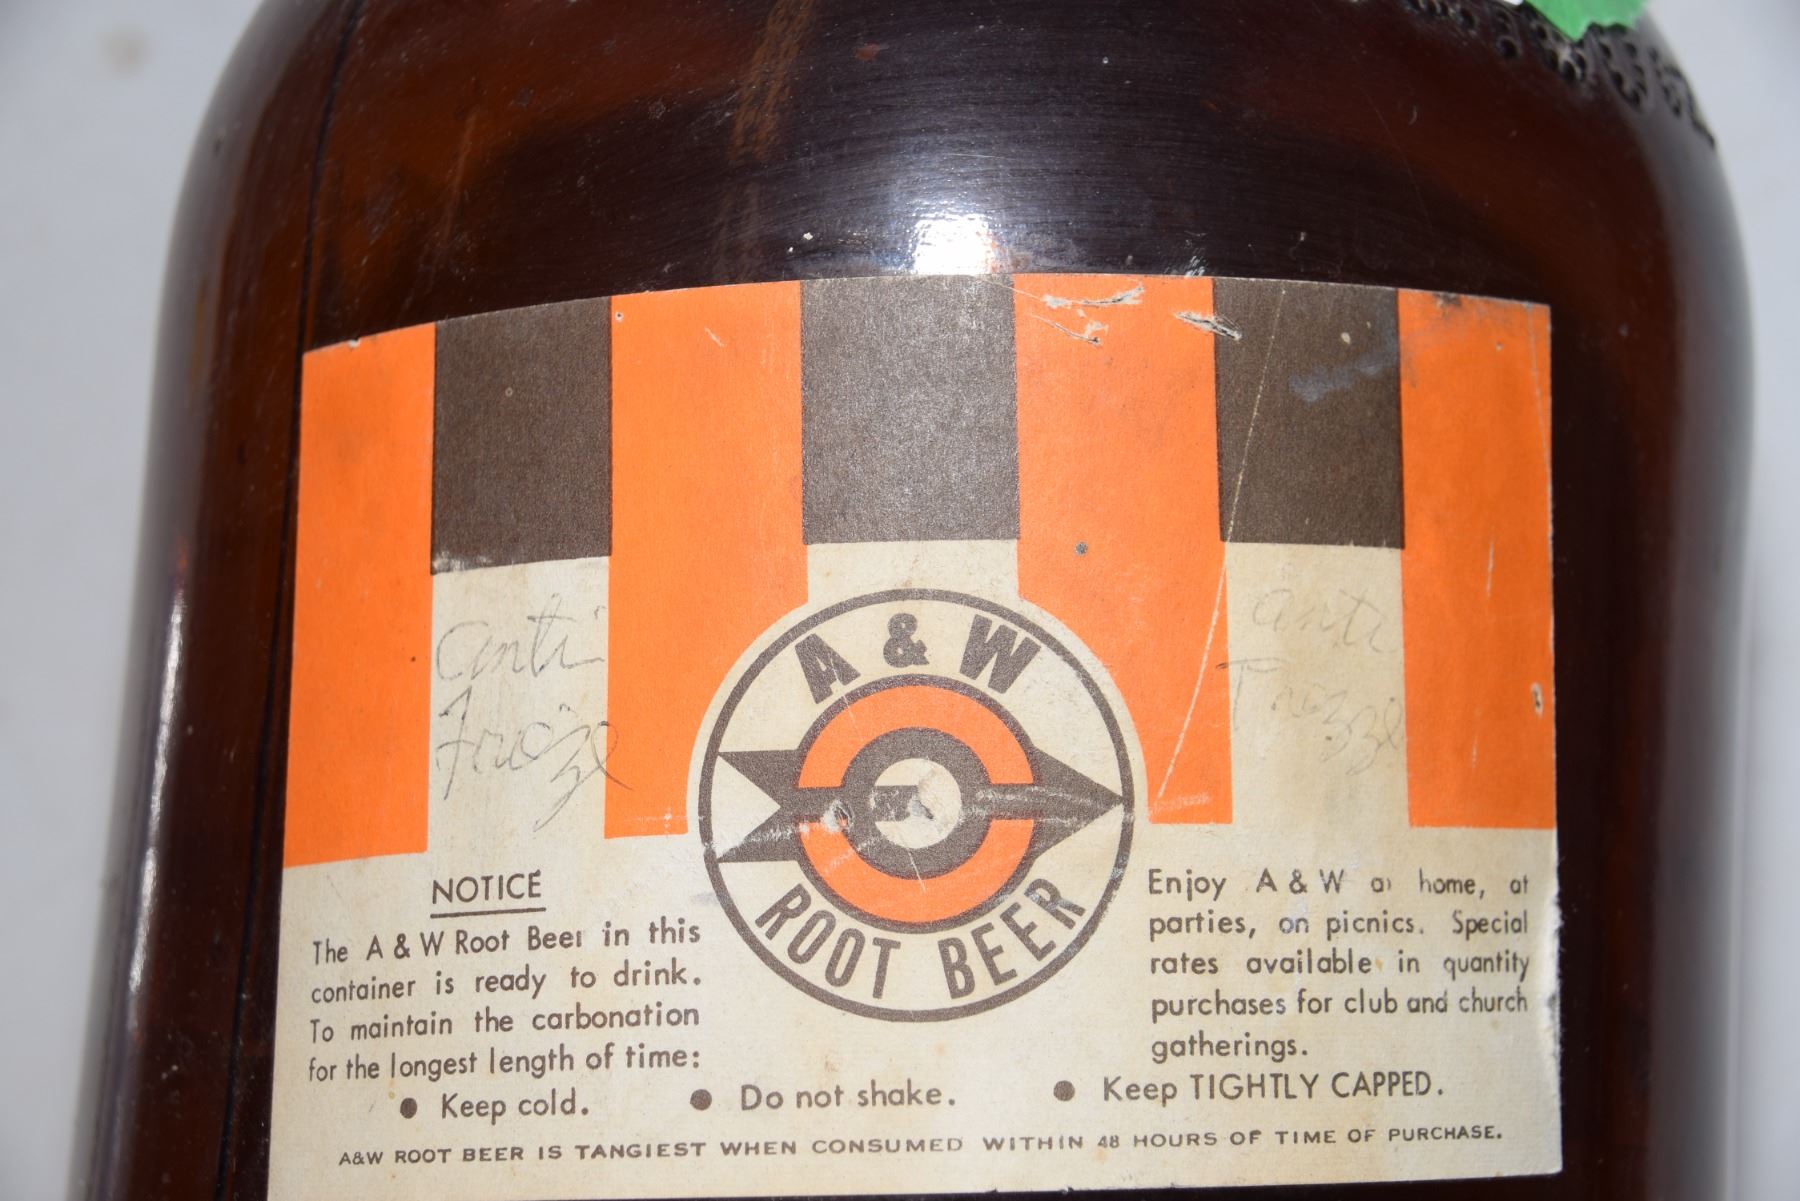 anti
Freeze
anti
Frezze
A & W
ROOT BEER
NOTICE
The A & W Root Beer in this
container is ready to drink.
To maintain the carbonation
for the longest length of time:
Enjoy A & W at home, at
parties, on picnics. Special
rates available in quantity
purchases for club and church
gatherings.
● Keep cold. ● Do not shake. ● Keep TIGHTLY CAPPED.
A&W ROOT BEER IS TANGIEST WHEN CONSUMED WITHIN 48 HOURS OF TIME OF PURCHASE.